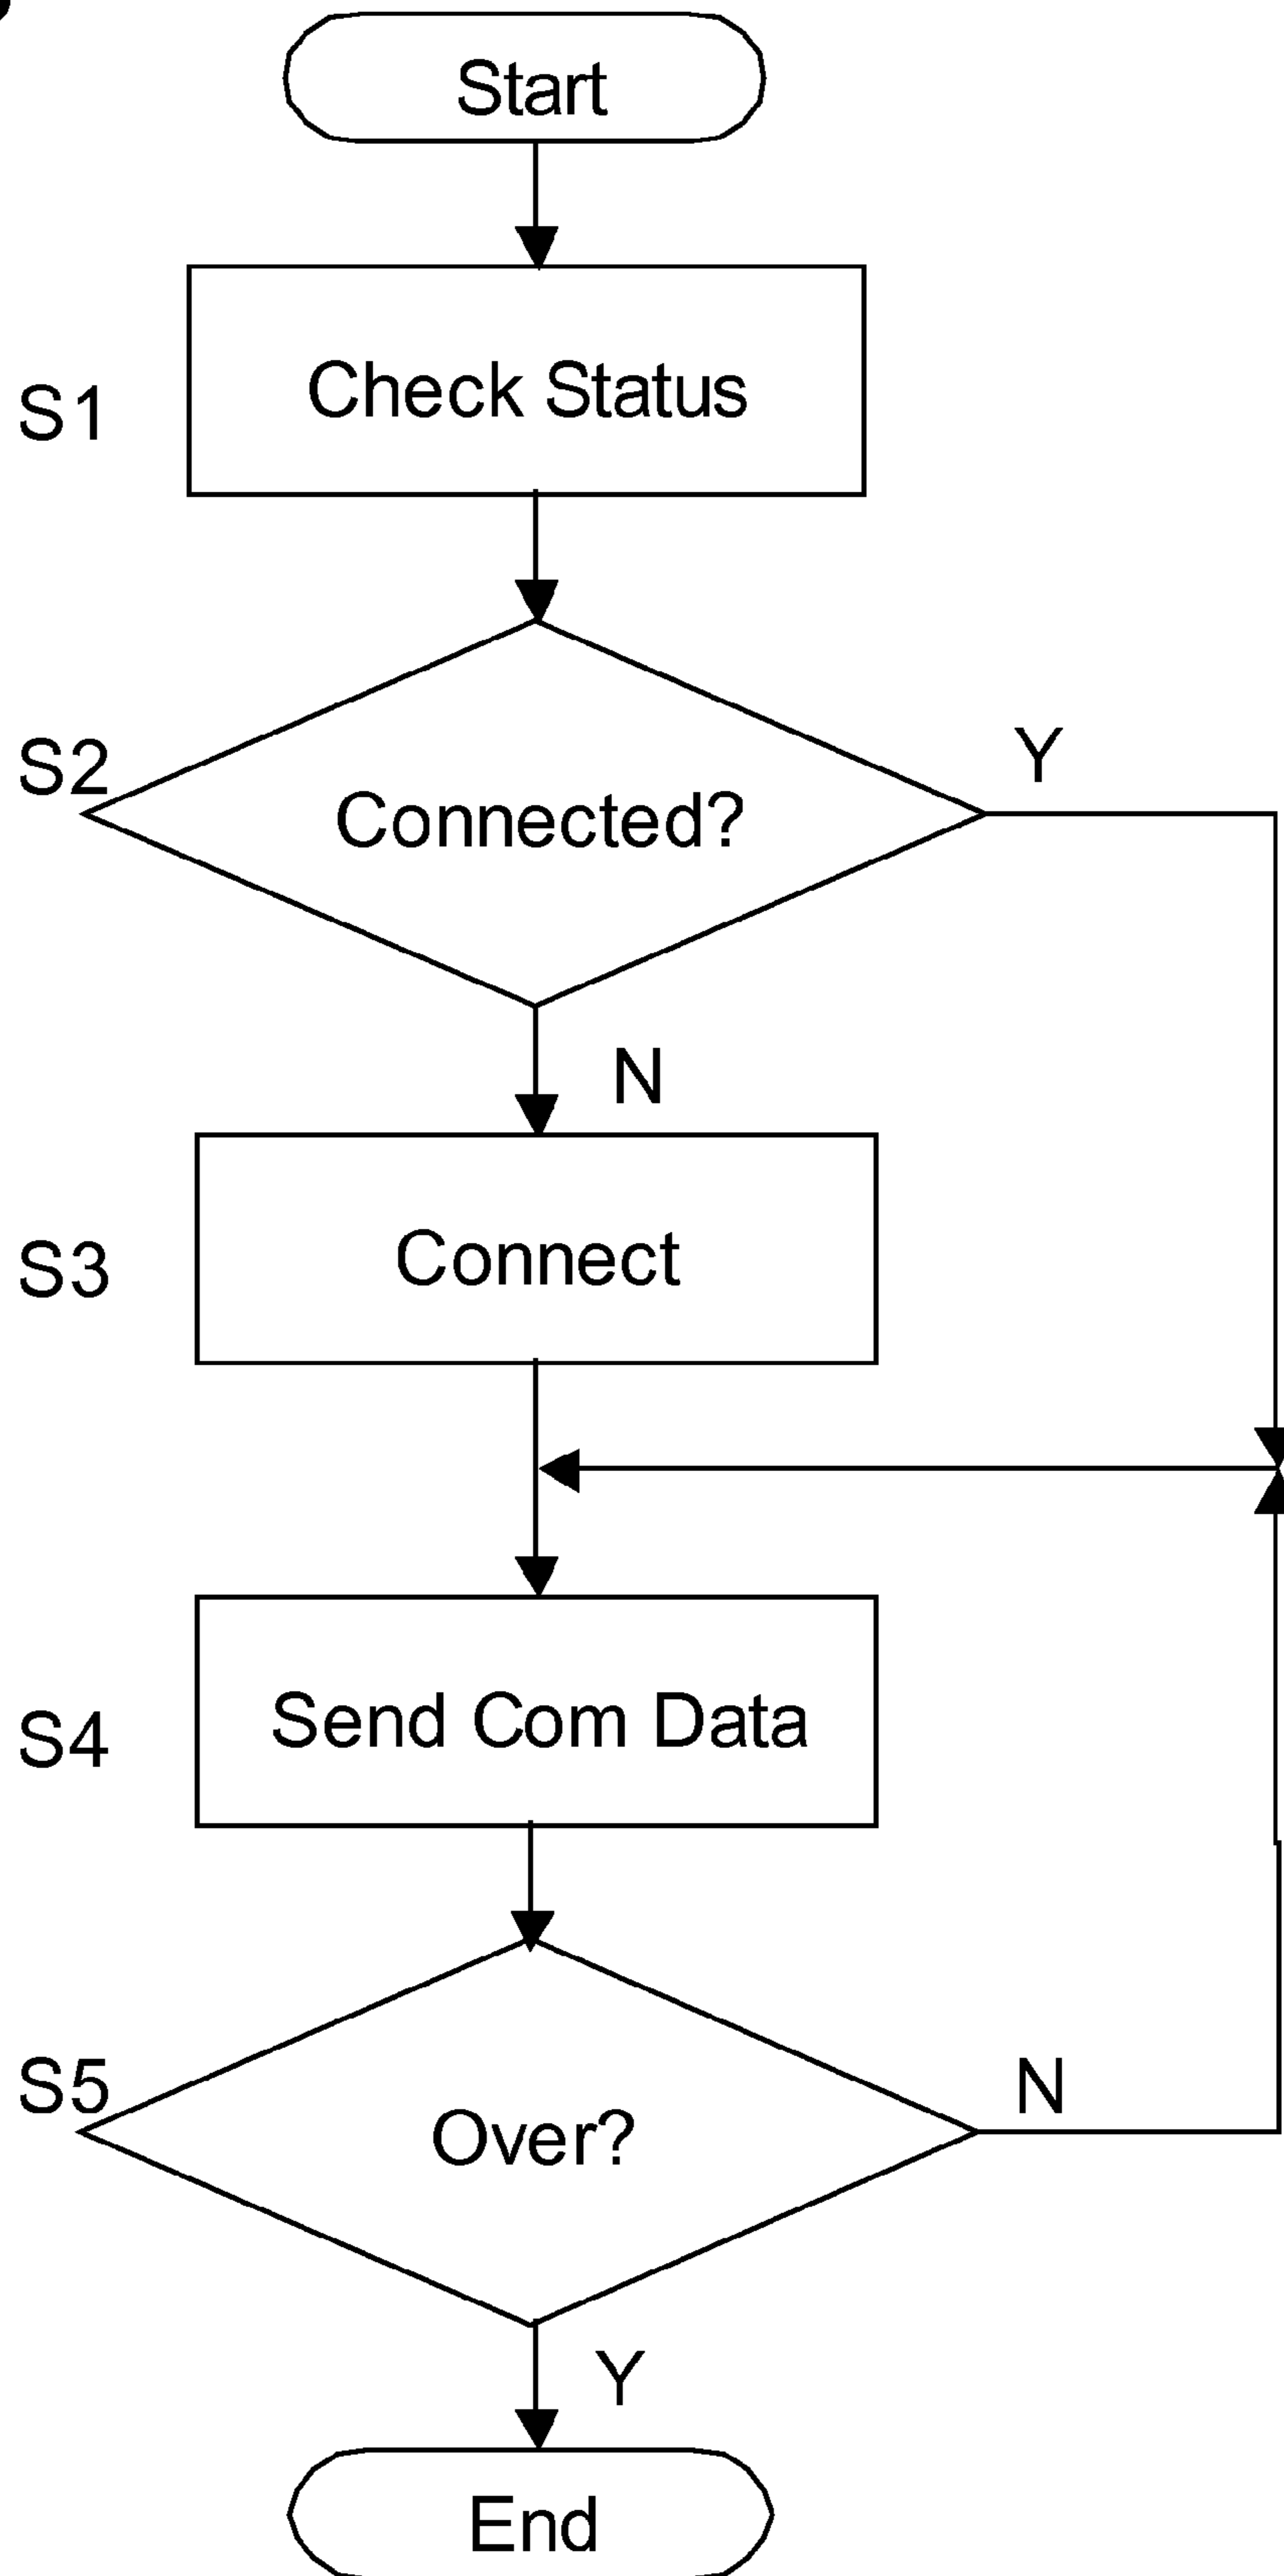 Start
S1
Check Status
S2
Connected?
Y
N
S3
Connect
S4
Send Com Data
S5
Over?
N
Y
End